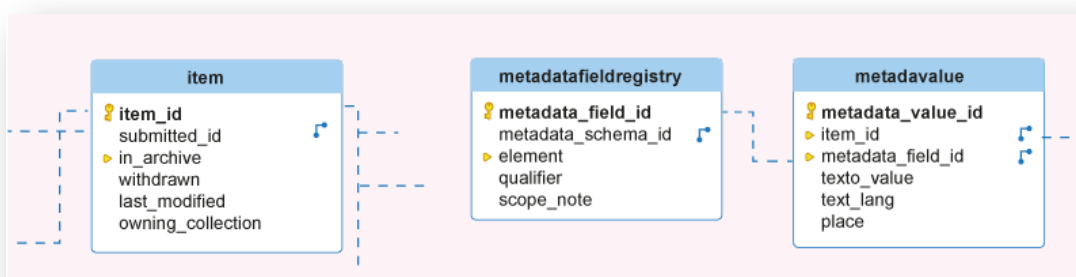 item
item_id
submitted_id
in_archive
withdrawn
last_modified
owning_collection
metadatafieldregistry
metadata_field_id
metadata_schema_id
element
qualifier
scope_note
metadavalue
metadata_value_id
item_id
metadata_field_id
texto_value
text_lang
place